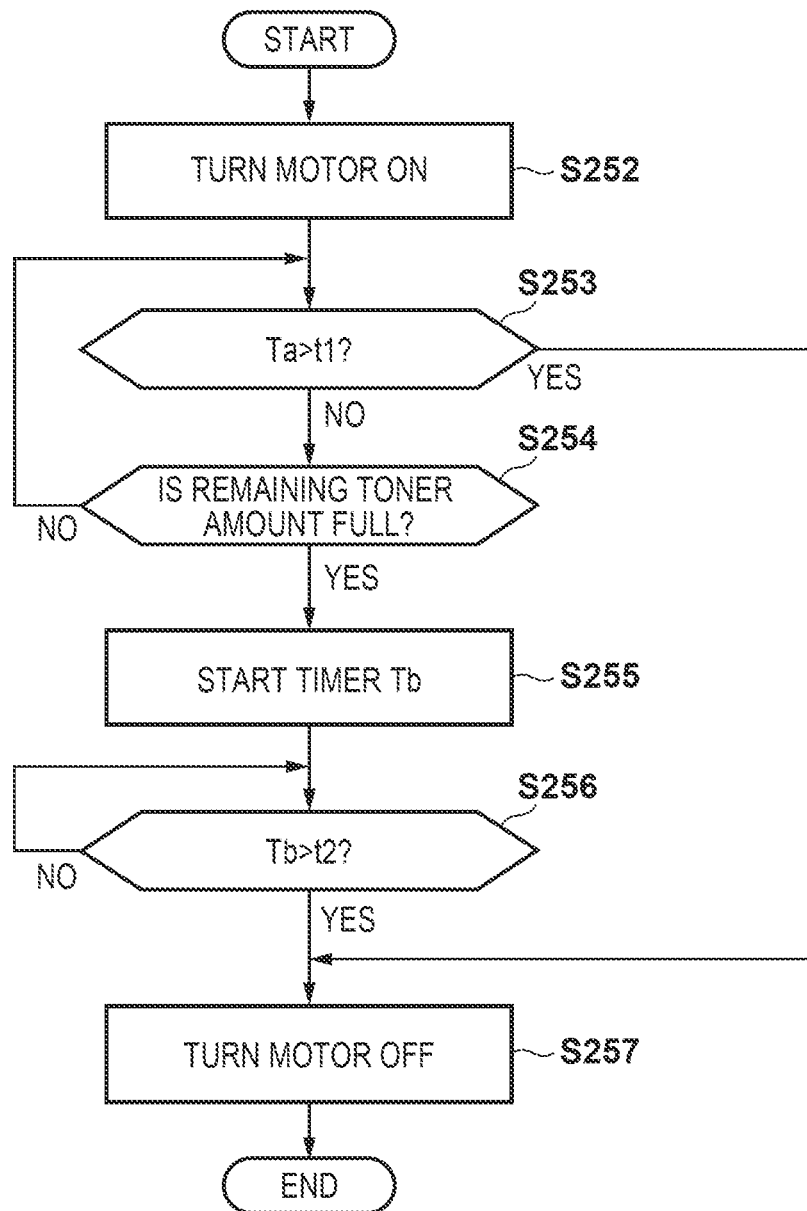 START
TURN MOTOR ON
S252
S253
Ta>t1?
YES
NO
S254
IS REMAINING TONER
AMOUNT FULL?
NO
YES
START TIMER Tb
S255
S256
Tb>t2?
NO
YES
TURN MOTOR OFF
S257
END